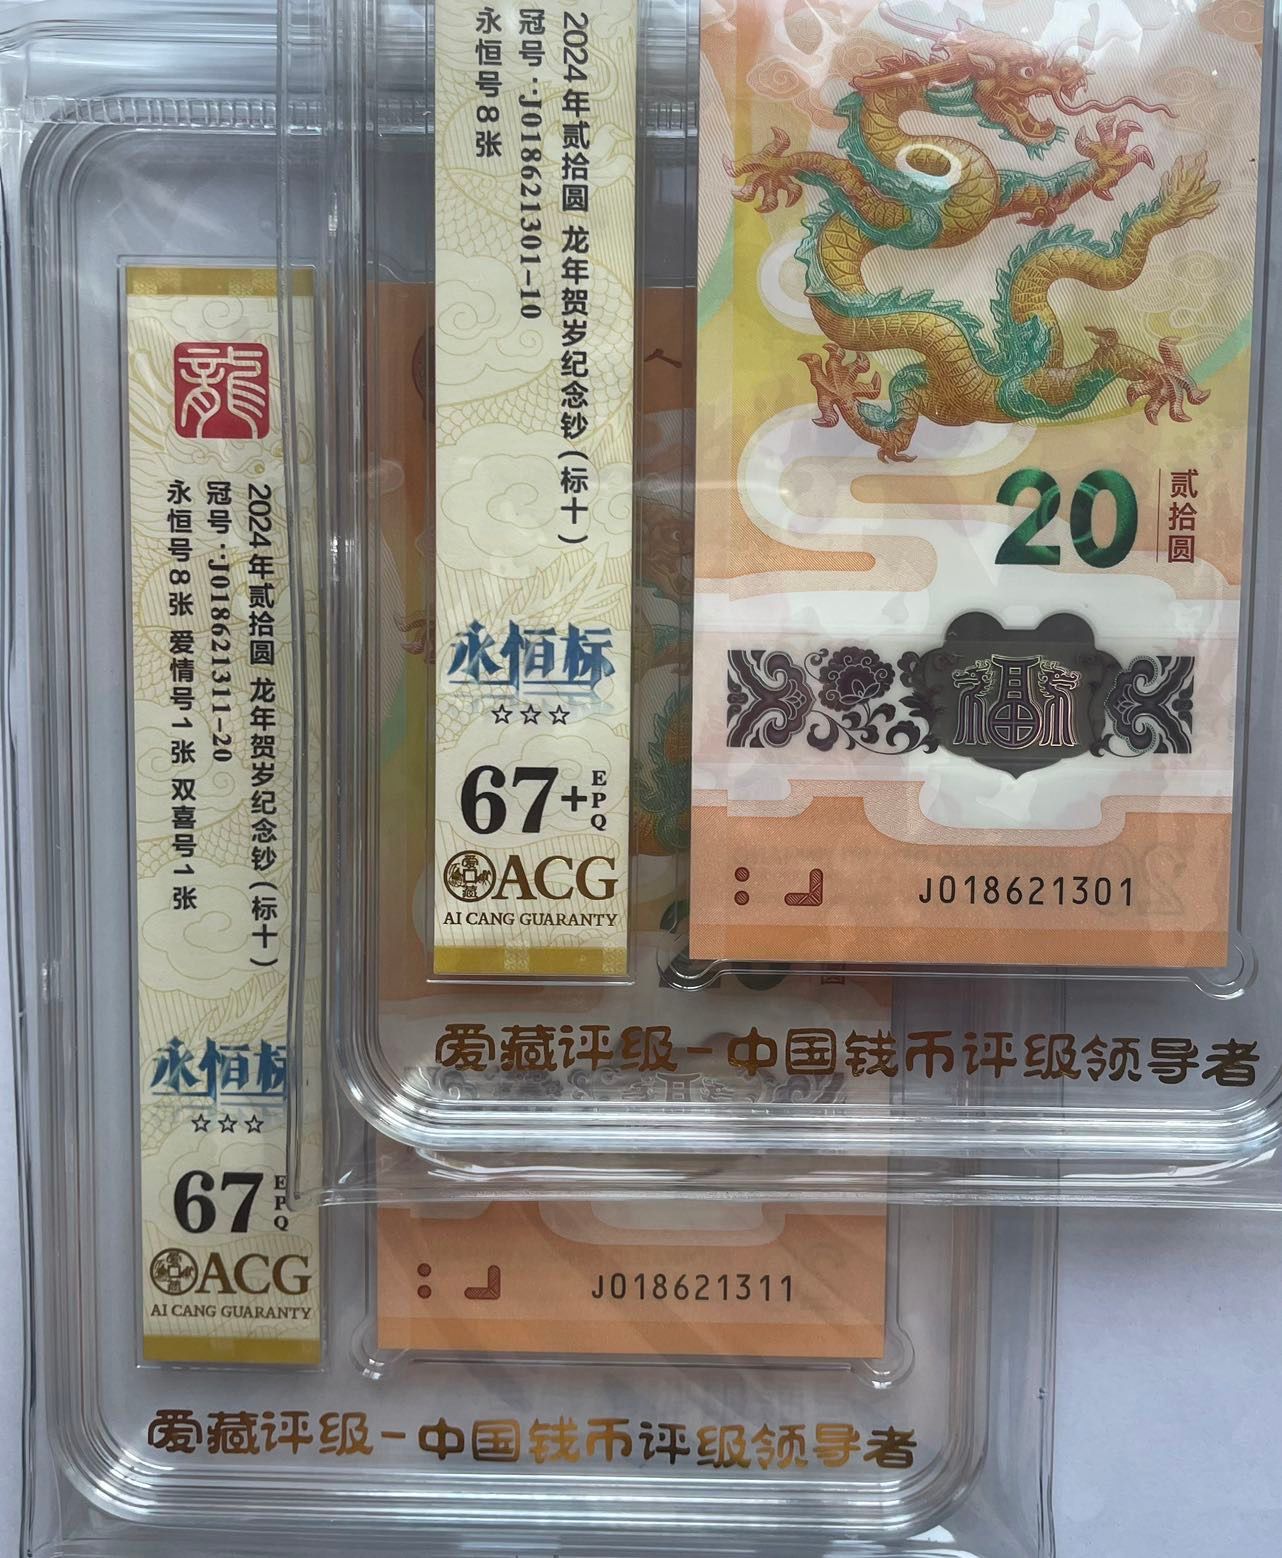 2024年贰拾圆 龙年贺岁纪念钞(标十)
冠号:J018621301-10
永恒号8张
永恒标
☆☆☆
67+
EPQ
爱藏
ACG
AI CANG GUARANTY
20
贰拾圆
J018621301
爱藏评级-中国钱币评级领导者
龍
2024年贰拾圆 龙年贺岁纪念钞(标十)
冠号:J018621311-20
永恒号8张 爱情号1张 双喜号1张
永恒标
☆☆☆
67
EPQ
爱藏
ACG
AI CANG GUARANTY
J018621311
爱藏评级-中国钱币评级领导者